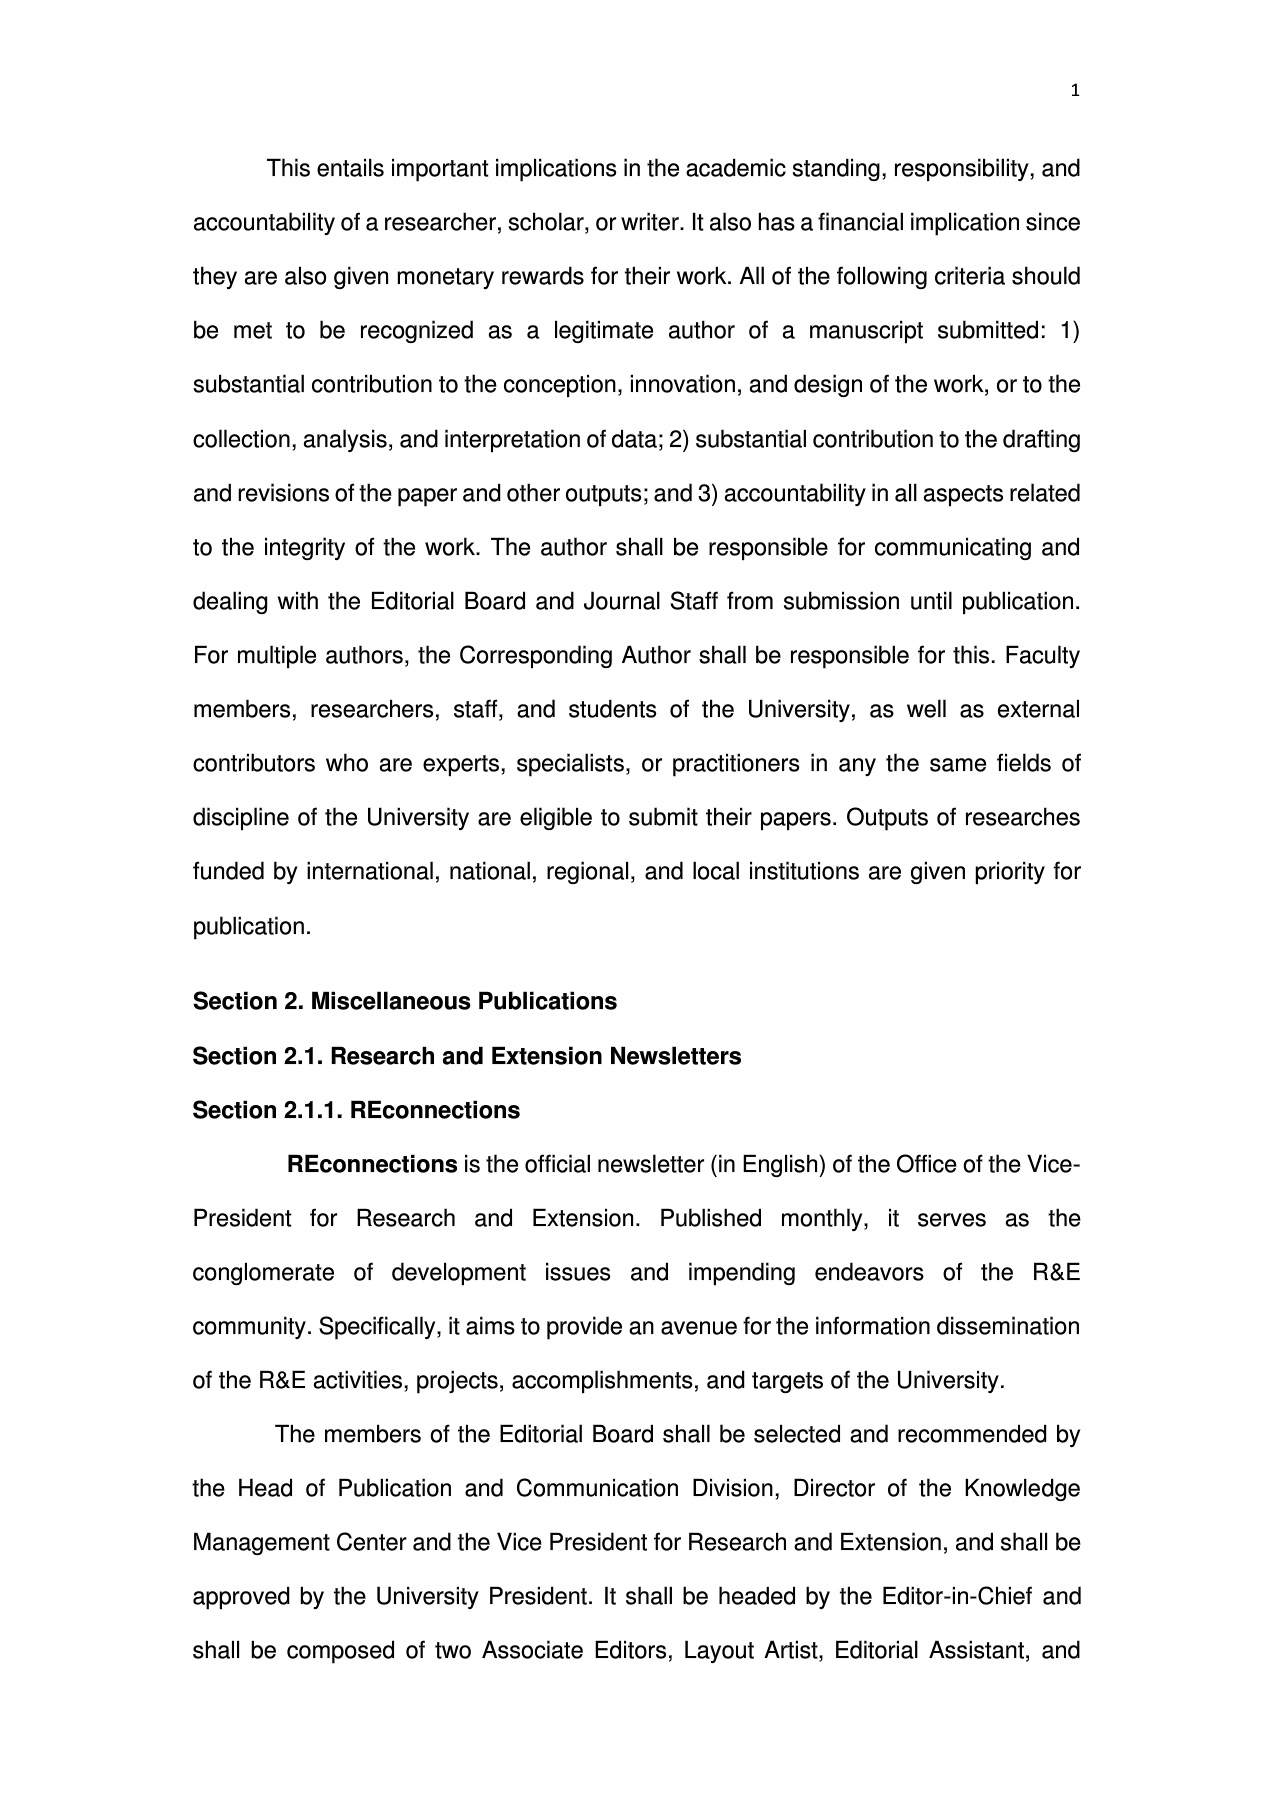 1
This entails important implications in the academic standing, responsibility, and
accountability of a researcher, scholar, or writer. It also has a financial implication since
they are also given monetary rewards for their work. All of the following criteria should
be met to be recognized as a legitimate author of a manuscript submitted: 1)
substantial contribution to the conception, innovation, and design of the work, or to the
collection, analysis, and interpretation of data; 2) substantial contribution to the drafting
and revisions of the paper and other outputs; and 3) accountability in all aspects related
to the integrity of the work. The author shall be responsible for communicating and
dealing with the Editorial Board and Journal Staff from submission until publication.
For multiple authors, the Corresponding Author shall be responsible for this. Faculty
members, researchers, staff, and students of the University, as well as external
contributors who are experts, specialists, or practitioners in any the same fields of
discipline of the University are eligible to submit their papers. Outputs of researches
funded by international, national, regional, and local institutions are given priority for
publication.
Section 2. Miscellaneous Publications
Section 2.1. Research and Extension Newsletters
Section 2.1.1. REconnections
REconnections is the official newsletter (in English) of the Office of the Vice-
President for Research and Extension. Published monthly, it serves as the
conglomerate of development issues and impending endeavors of the R&E
community. Specifically, it aims to provide an avenue for the information dissemination
of the R&E activities, projects, accomplishments, and targets of the University.
The members of the Editorial Board shall be selected and recommended by
the Head of Publication and Communication Division, Director of the Knowledge
Management Center and the Vice President for Research and Extension, and shall be
approved by the University President. It shall be headed by the Editor-in-Chief and
shall be composed of two Associate Editors, Layout Artist, Editorial Assistant, and